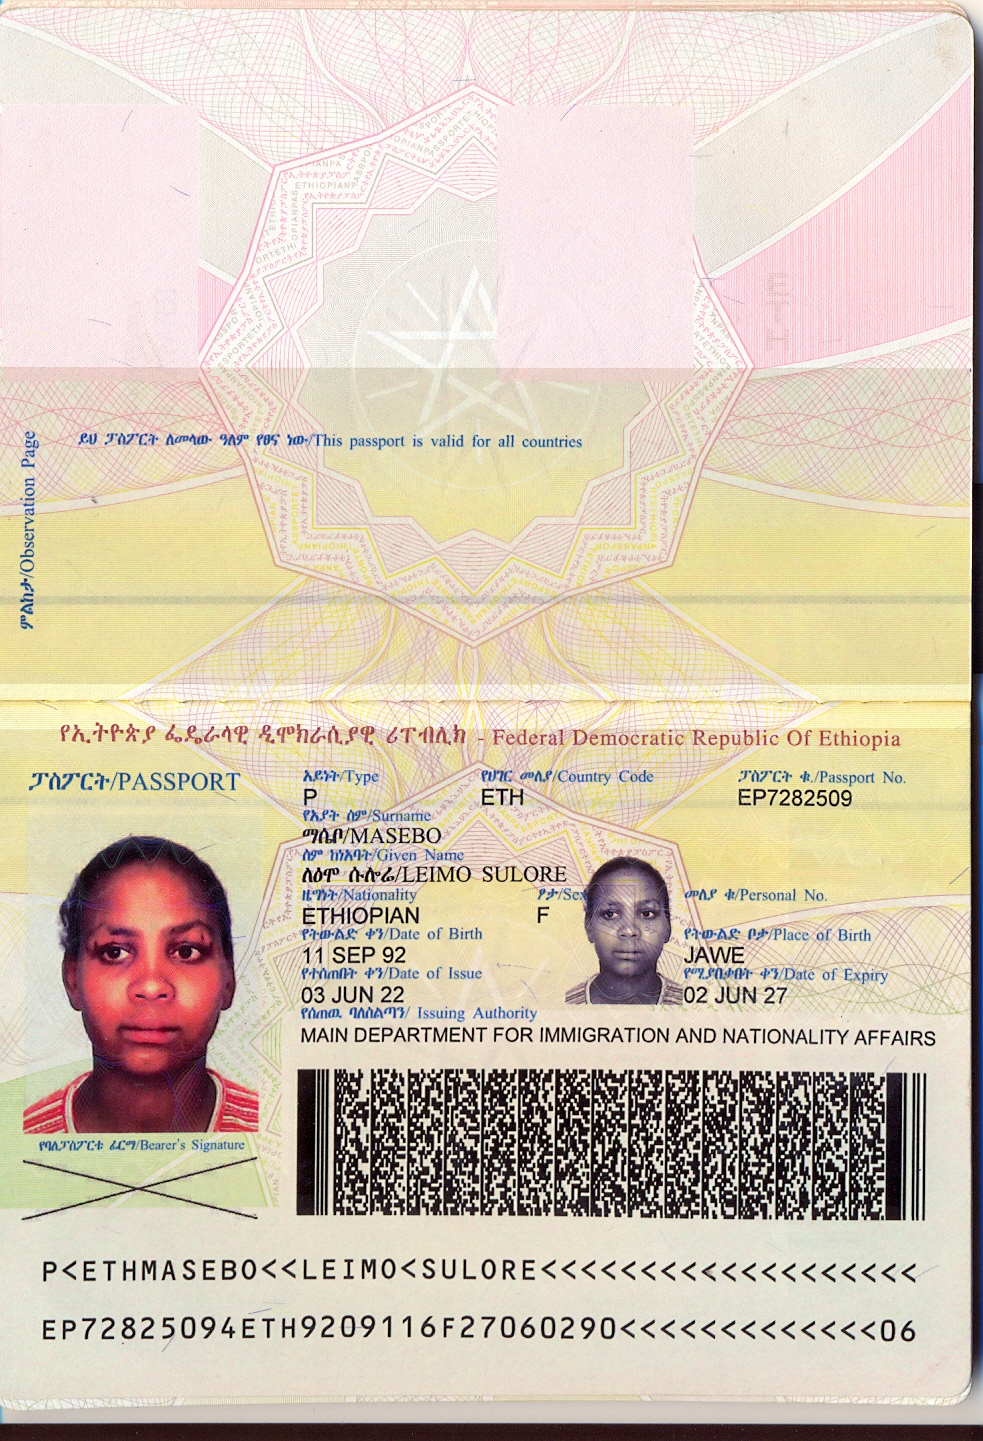 ይህ ፓስፖርት ለመላው ዓለም የፀና ነው/This passport is valid for all countries
ምልከታ/Observation Page
የኢትዮጵያ ፌዴራላዊ ዲሞክራሲያዊ ሪፐብሊክ - Federal Democratic Republic Of Ethiopia
ፓስፖርት/PASSPORT
አይነት/Type የሀገር መለያ/Country Code ፓስፖርት ቁ./Passport No.
P ETH EP7282509
የአያት ስም/Surname
ማሴቦ/MASEBO
ስም ከነአባት/Given Name
ለዕሞ ሱሎሬ/LEIMO SULORE
ዜግነት/Nationality ፆታ/Sex መለያ ቁ/Personal No.
ETHIOPIAN F
የትውልድ ቀን/Date of Birth የትውልድ ቦታ/Place of Birth
11 SEP 92 JAWE
የተሰጠበት ቀን/Date of Issue የሚያበቃበት ቀን/Date of Expiry
03 JUN 22 02 JUN 27
የሰጠዉ ባለስልጣን/ Issuing Authority
MAIN DEPARTMENT FOR IMMIGRATION AND NATIONALITY AFFAIRS
የባለፓስፖርቱ ፊርማ/Bearer's Signature
P<ETHMASEBO<<LEIMO<SULORE<<<<<<<<<<<<<<<<<<<
EP72825094ETH9209116F27060290<<<<<<<<<<<<<06